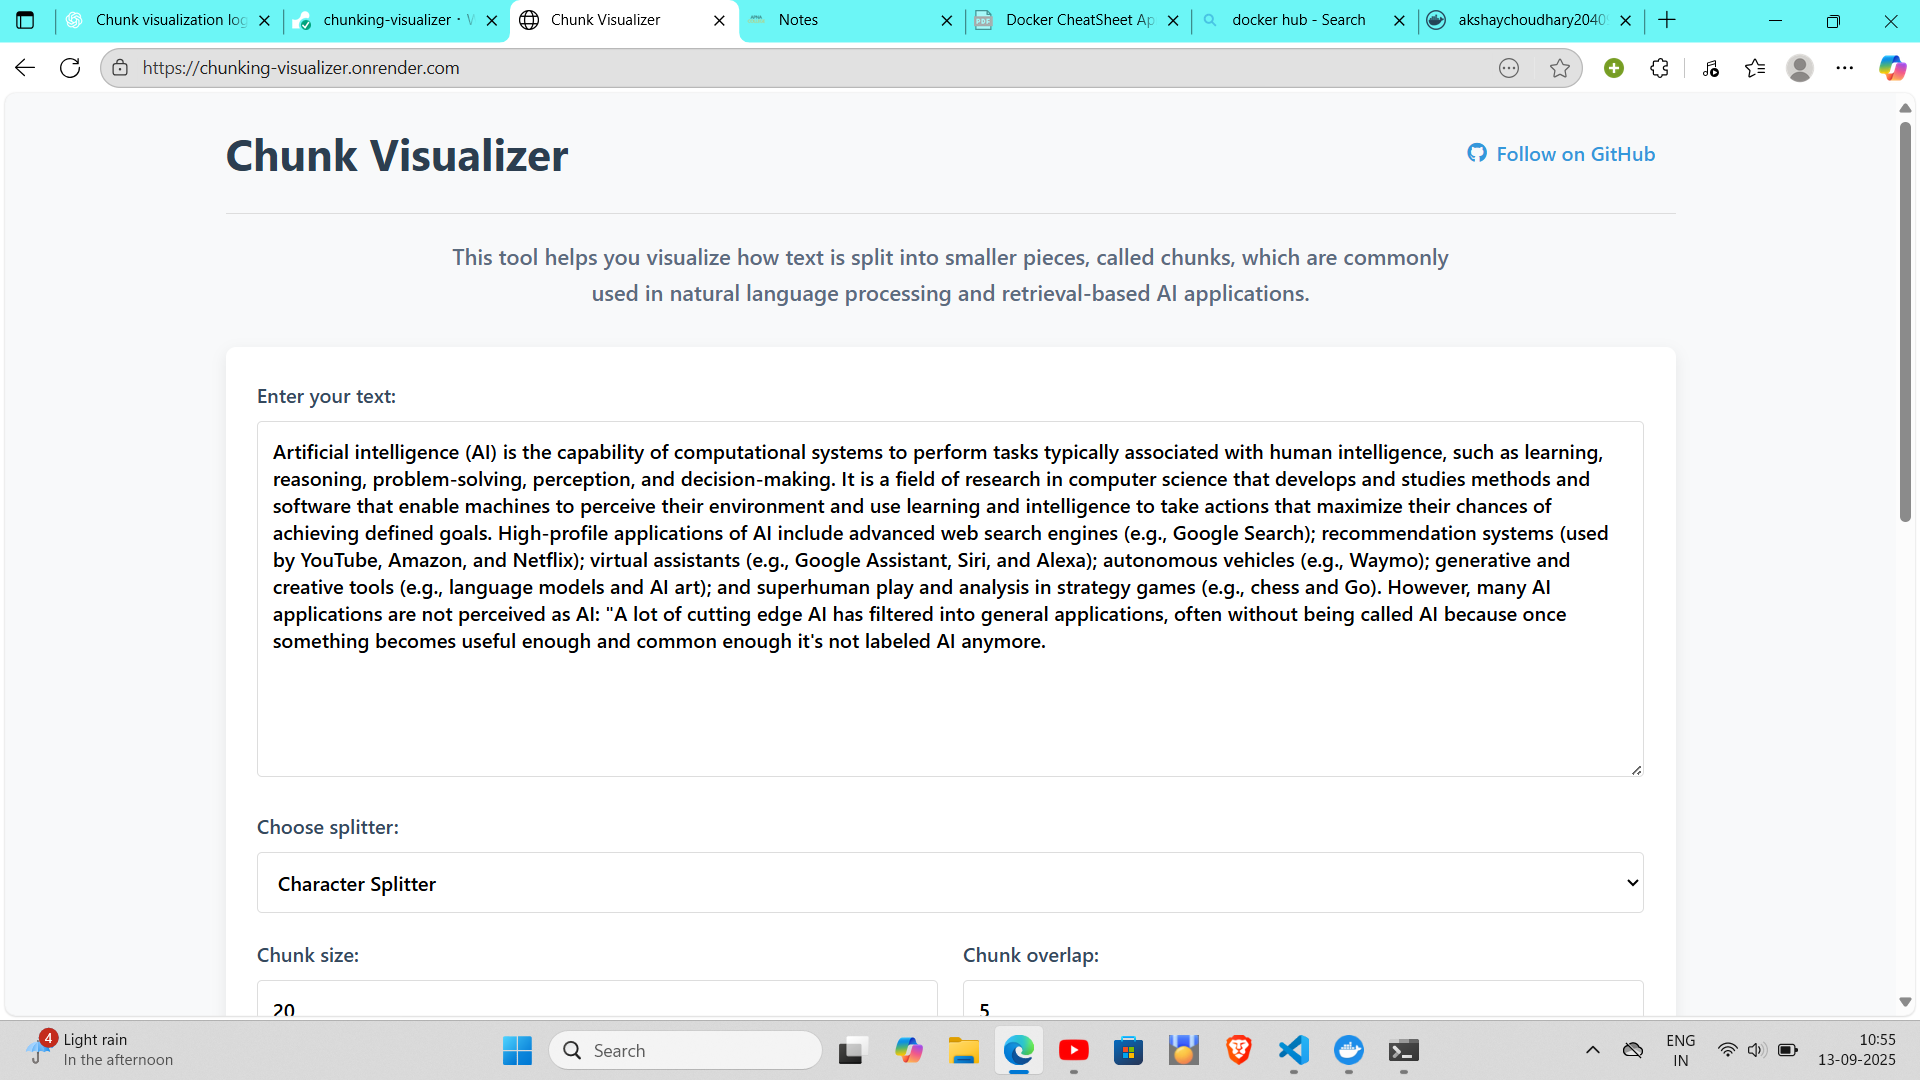 Chunk visualization log
chunking-visualizer · W
Chunk Visualizer
Notes
Docker CheatSheet Ap
docker hub - Search
akshaychoudhary2040
https://chunking-visualizer.onrender.com
Chunk Visualizer
Follow on GitHub
This tool helps you visualize how text is split into smaller pieces, called chunks, which are commonly
used in natural language processing and retrieval-based AI applications.
Enter your text:
Artificial intelligence (AI) is the capability of computational systems to perform tasks typically associated with human intelligence, such as learning,
reasoning, problem-solving, perception, and decision-making. It is a field of research in computer science that develops and studies methods and
software that enable machines to perceive their environment and use learning and intelligence to take actions that maximize their chances of
achieving defined goals. High-profile applications of AI include advanced web search engines (e.g., Google Search); recommendation systems (used
by YouTube, Amazon, and Netflix); virtual assistants (e.g., Google Assistant, Siri, and Alexa); autonomous vehicles (e.g., Waymo); generative and
creative tools (e.g., language models and AI art); and superhuman play and analysis in strategy games (e.g., chess and Go). However, many AI
applications are not perceived as AI: "A lot of cutting edge AI has filtered into general applications, often without being called AI because once
something becomes useful enough and common enough it's not labeled AI anymore.
Choose splitter:
Character Splitter
Chunk size:
Chunk overlap:
20
5
4
Light rain
In the afternoon
Search
ENG
IN
10:55
13-09-2025